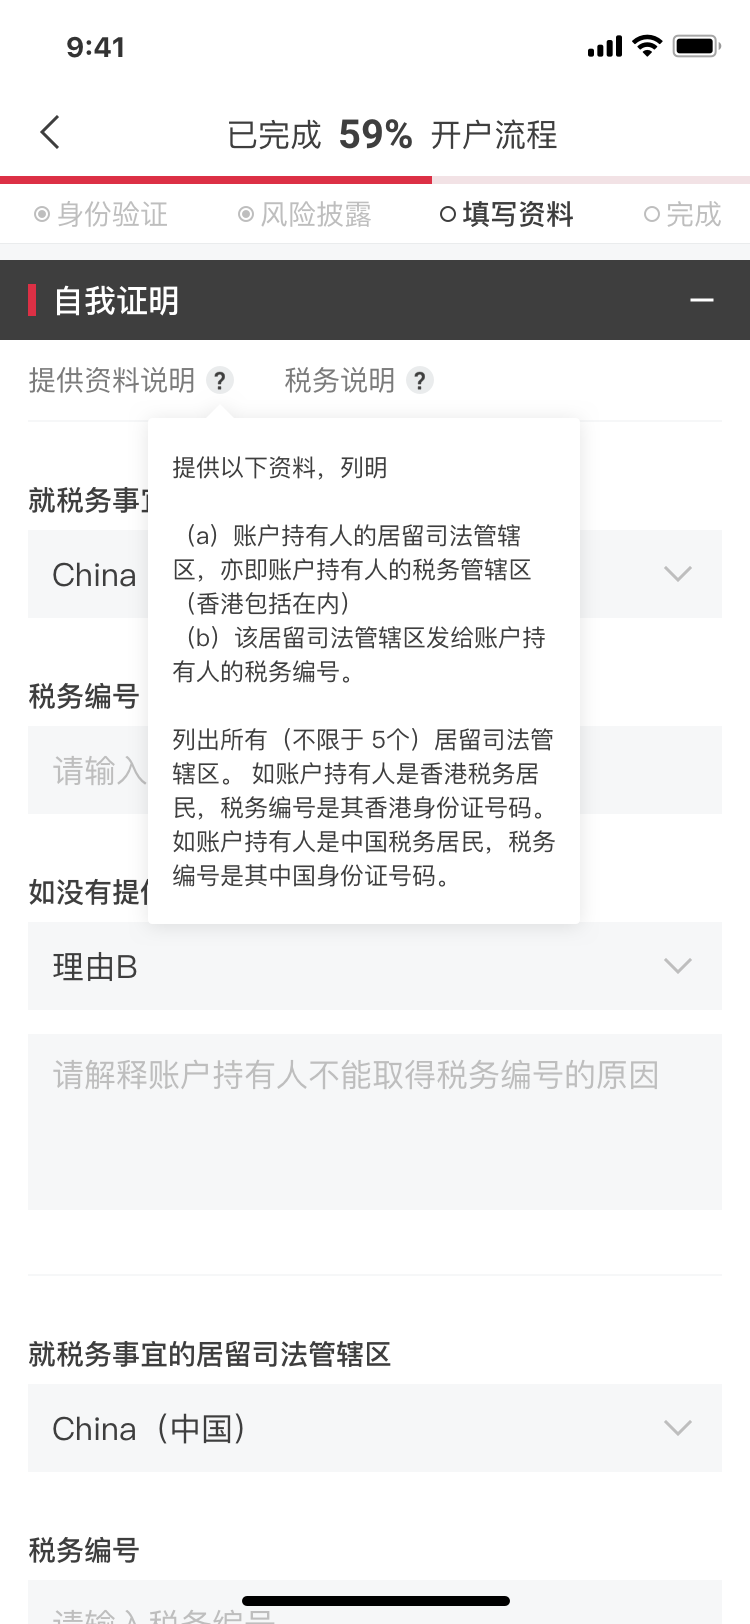 9:41
已完成 59% 开户流程
身份验证 风险披露 填写资料 完成
自我证明
提供资料说明 ? 税务说明 ?
提供以下资料，列明
（a）账户持有人的居留司法管辖
区，亦即账户持有人的税务管辖区
（香港包括在内）
（b）该居留司法管辖区发给账户持
有人的税务编号。
列出所有（不限于 5个）居留司法管
辖区。 如账户持有人是香港税务居
民，税务编号是其香港身份证号码。
如账户持有人是中国税务居民，税务
编号是其中国身份证号码。
就税务事宜
China
税务编号
请输入
如没有提供
理由B
请解释账户持有人不能取得税务编号的原因
就税务事宜的居留司法管辖区
China（中国）
税务编号
请输入税务编号